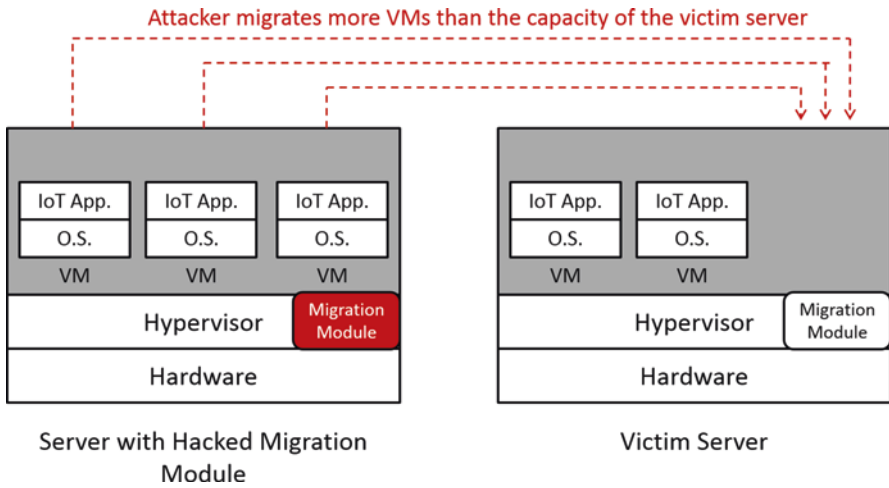 Attacker migrates more VMs than the capacity of the victim server
IoT App.
IoT App.
IoT App.
O.S.
O.S.
O.S.
VM
VM
VM
Hypervisor
Migration
Module
Hardware
Server with Hacked Migration
Module
IoT App.
IoT App.
O.S.
O.S.
VM
VM
Hypervisor
Migration
Module
Hardware
Victim Server